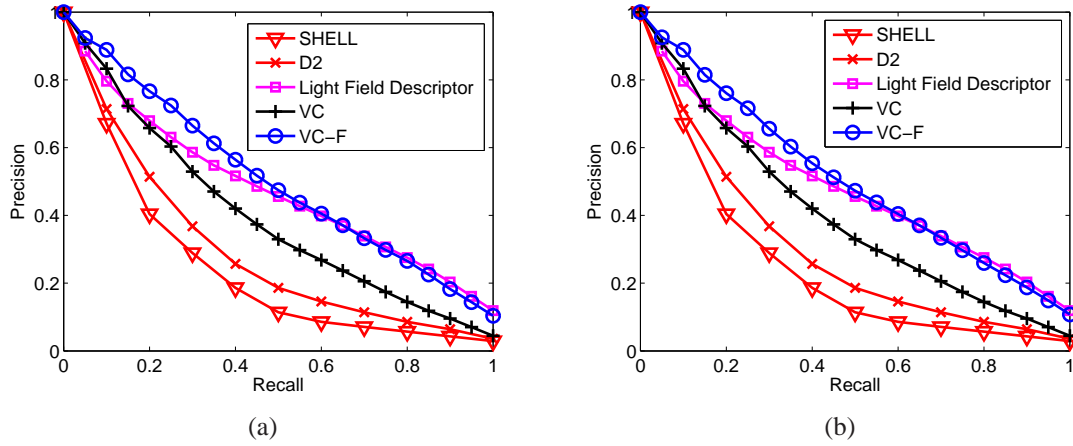 1
0.8
0.6
0.4
0.2
0
Precision
0 0.2 0.4 0.6 0.8 1
Recall
SHELL
D2
Light Field Descriptor
VC
VC−F
(a)
1
0.8
0.6
0.4
0.2
0
Precision
0 0.2 0.4 0.6 0.8 1
Recall
SHELL
D2
Light Field Descriptor
VC
VC−F
(b)